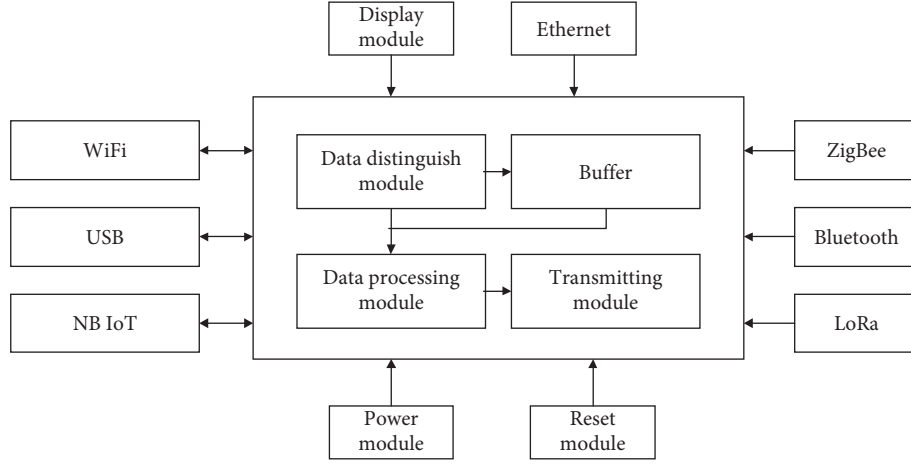 Display
module
Ethernet
WiFi
USB
NB IoT
Data distinguish
module
Buffer
Data processing
module
Transmitting
module
ZigBee
Bluetooth
LoRa
Power
module
Reset
module